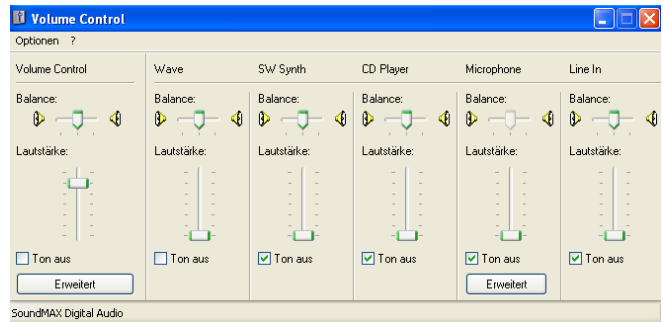 Volume Control
Optionen ?
Volume Control Wave SW Synth CD Player Microphone Line In
Balance: Balance: Balance: Balance: Balance: Balance:
Lautstärke: Lautstärke: Lautstärke: Lautstärke: Lautstärke: Lautstärke:
Ton aus Ton aus Ton aus Ton aus Ton aus Ton aus
Erweitert Erweitert
SoundMAX Digital Audio